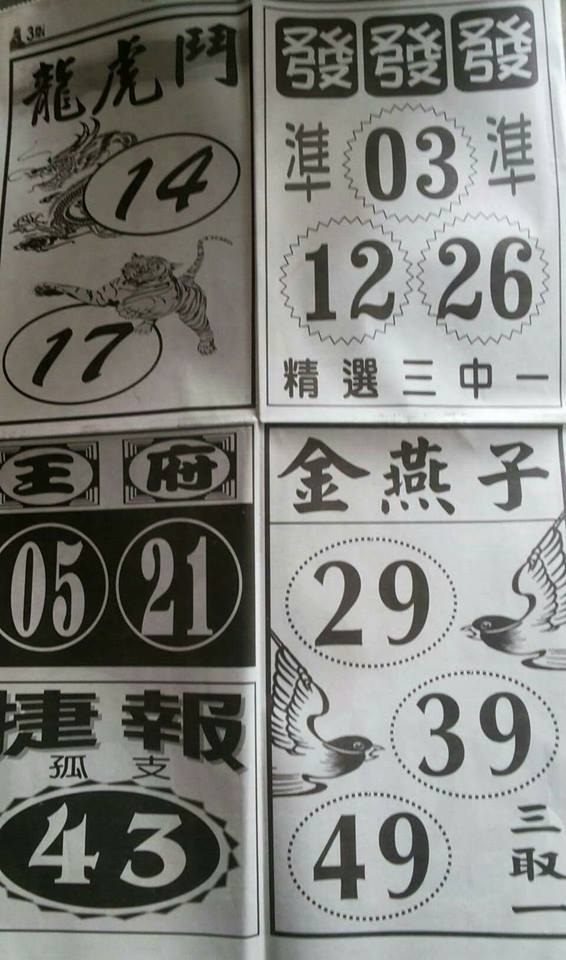 龍虎鬥
14
17
發發發
準 03 準
12 26
精選三中一
王府
05 21
捷報
孤支
43
金燕子
29
39
49
三取一